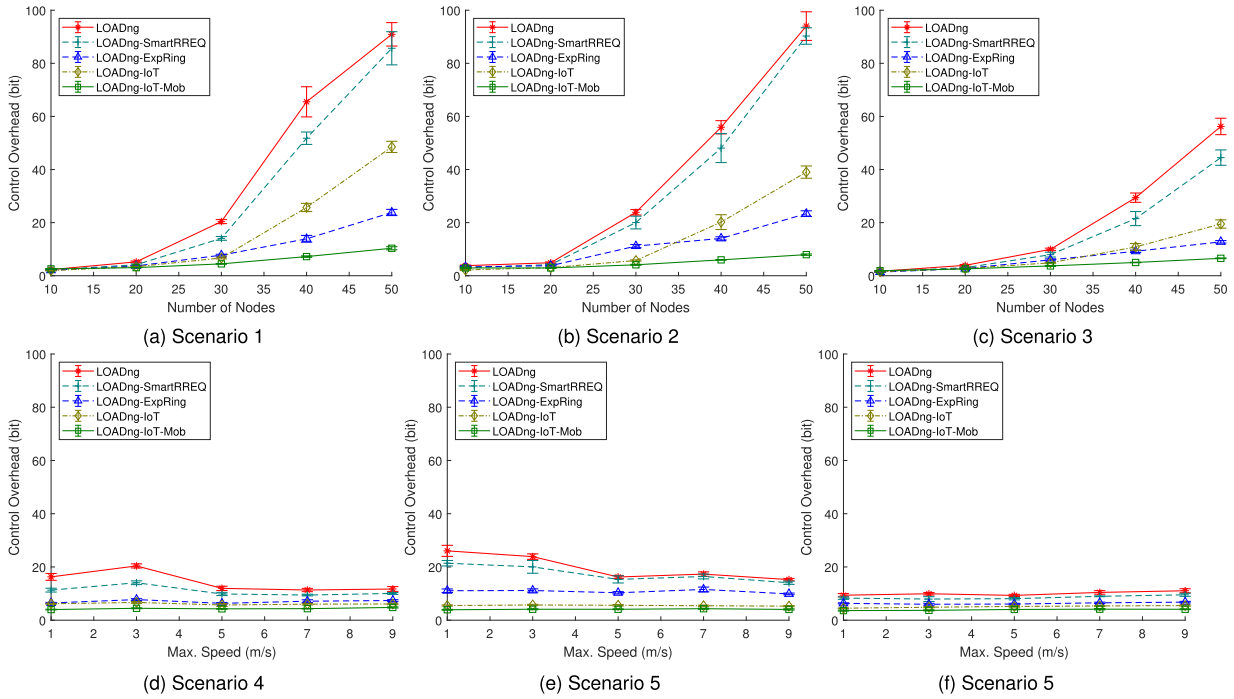 Control Overhead (bit)
100
80
60
40
20
0
LOADng
LOADng-SmartRREQ
LOADng-ExpRing
LOADng-IoT
LOADng-IoT-Mob
10 15 20 25 30 35 40 45 50
Number of Nodes
(a) Scenario 1
Control Overhead (bit)
100
80
60
40
20
0
LOADng
LOADng-SmartRREQ
LOADng-ExpRing
LOADng-IoT
LOADng-IoT-Mob
10 15 20 25 30 35 40 45 50
Number of Nodes
(b) Scenario 2
Control Overhead (bit)
100
80
60
40
20
0
LOADng
LOADng-SmartRREQ
LOADng-ExpRing
LOADng-IoT
LOADng-IoT-Mob
10 15 20 25 30 35 40 45 50
Number of Nodes
(c) Scenario 3
Control Overhead (bit)
100
80
60
40
20
0
LOADng
LOADng-SmartRREQ
LOADng-ExpRing
LOADng-IoT
LOADng-IoT-Mob
1 2 3 4 5 6 7 8 9
Max. Speed (m/s)
(d) Scenario 4
Control Overhead (bit)
100
80
60
40
20
0
LOADng
LOADng-SmartRREQ
LOADng-ExpRing
LOADng-IoT
LOADng-IoT-Mob
1 2 3 4 5 6 7 8 9
Max. Speed (m/s)
(e) Scenario 5
Control Overhead (bit)
100
80
60
40
20
0
LOADng
LOADng-SmartRREQ
LOADng-ExpRing
LOADng-IoT
LOADng-IoT-Mob
1 2 3 4 5 6 7 8 9
Max. Speed (m/s)
(f) Scenario 5